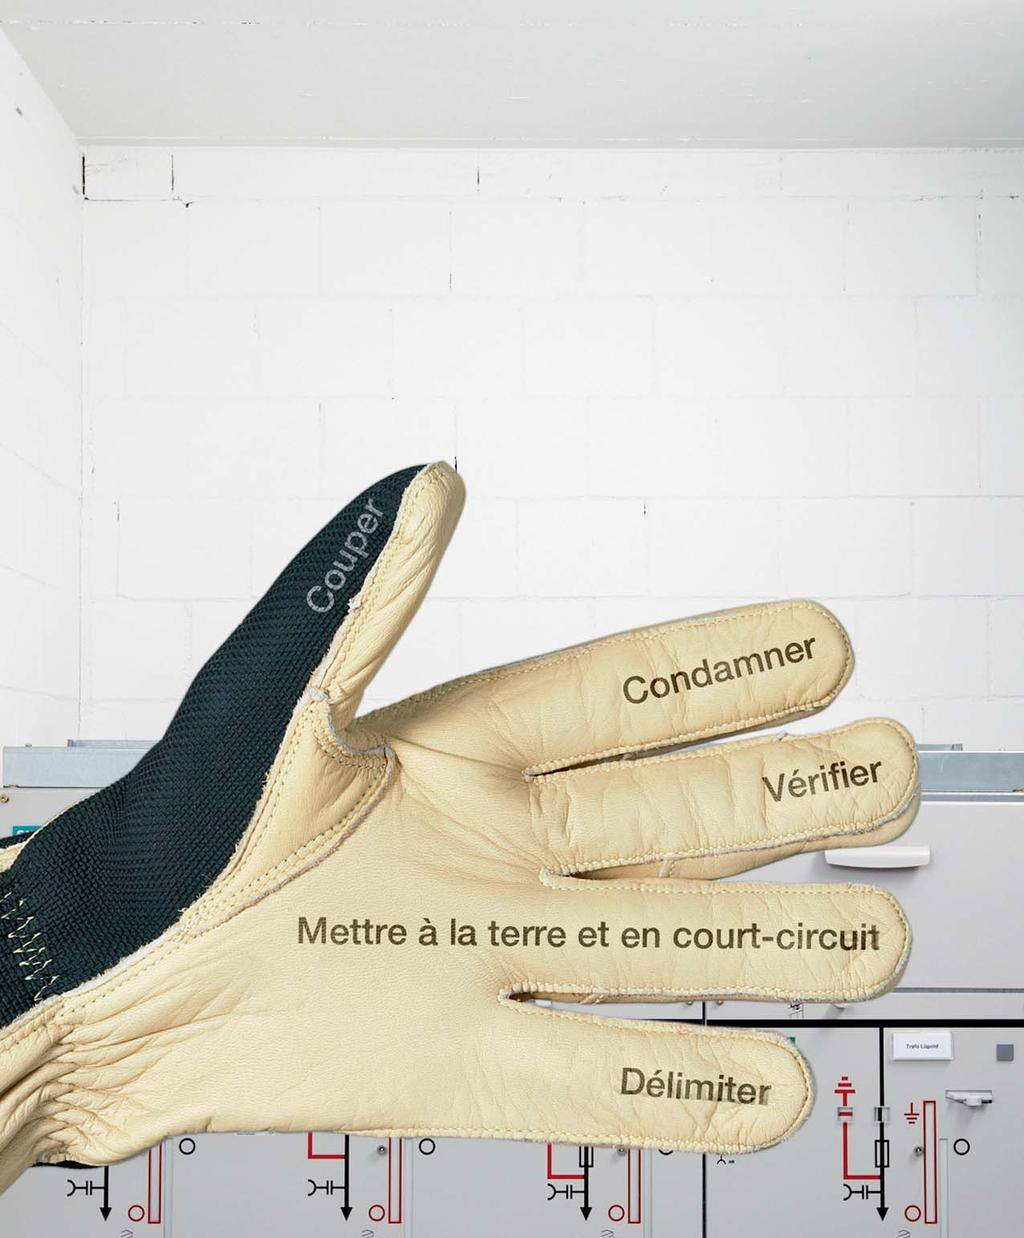 Couper
Condamner
Vérifier
Mettre à la terre et en court-circuit
Délimiter